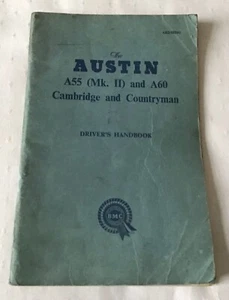 The
AUSTIN
A55 (Mk. II) and A60
Cambridge and Countryman
DRIVER'S HANDBOOK
BMC